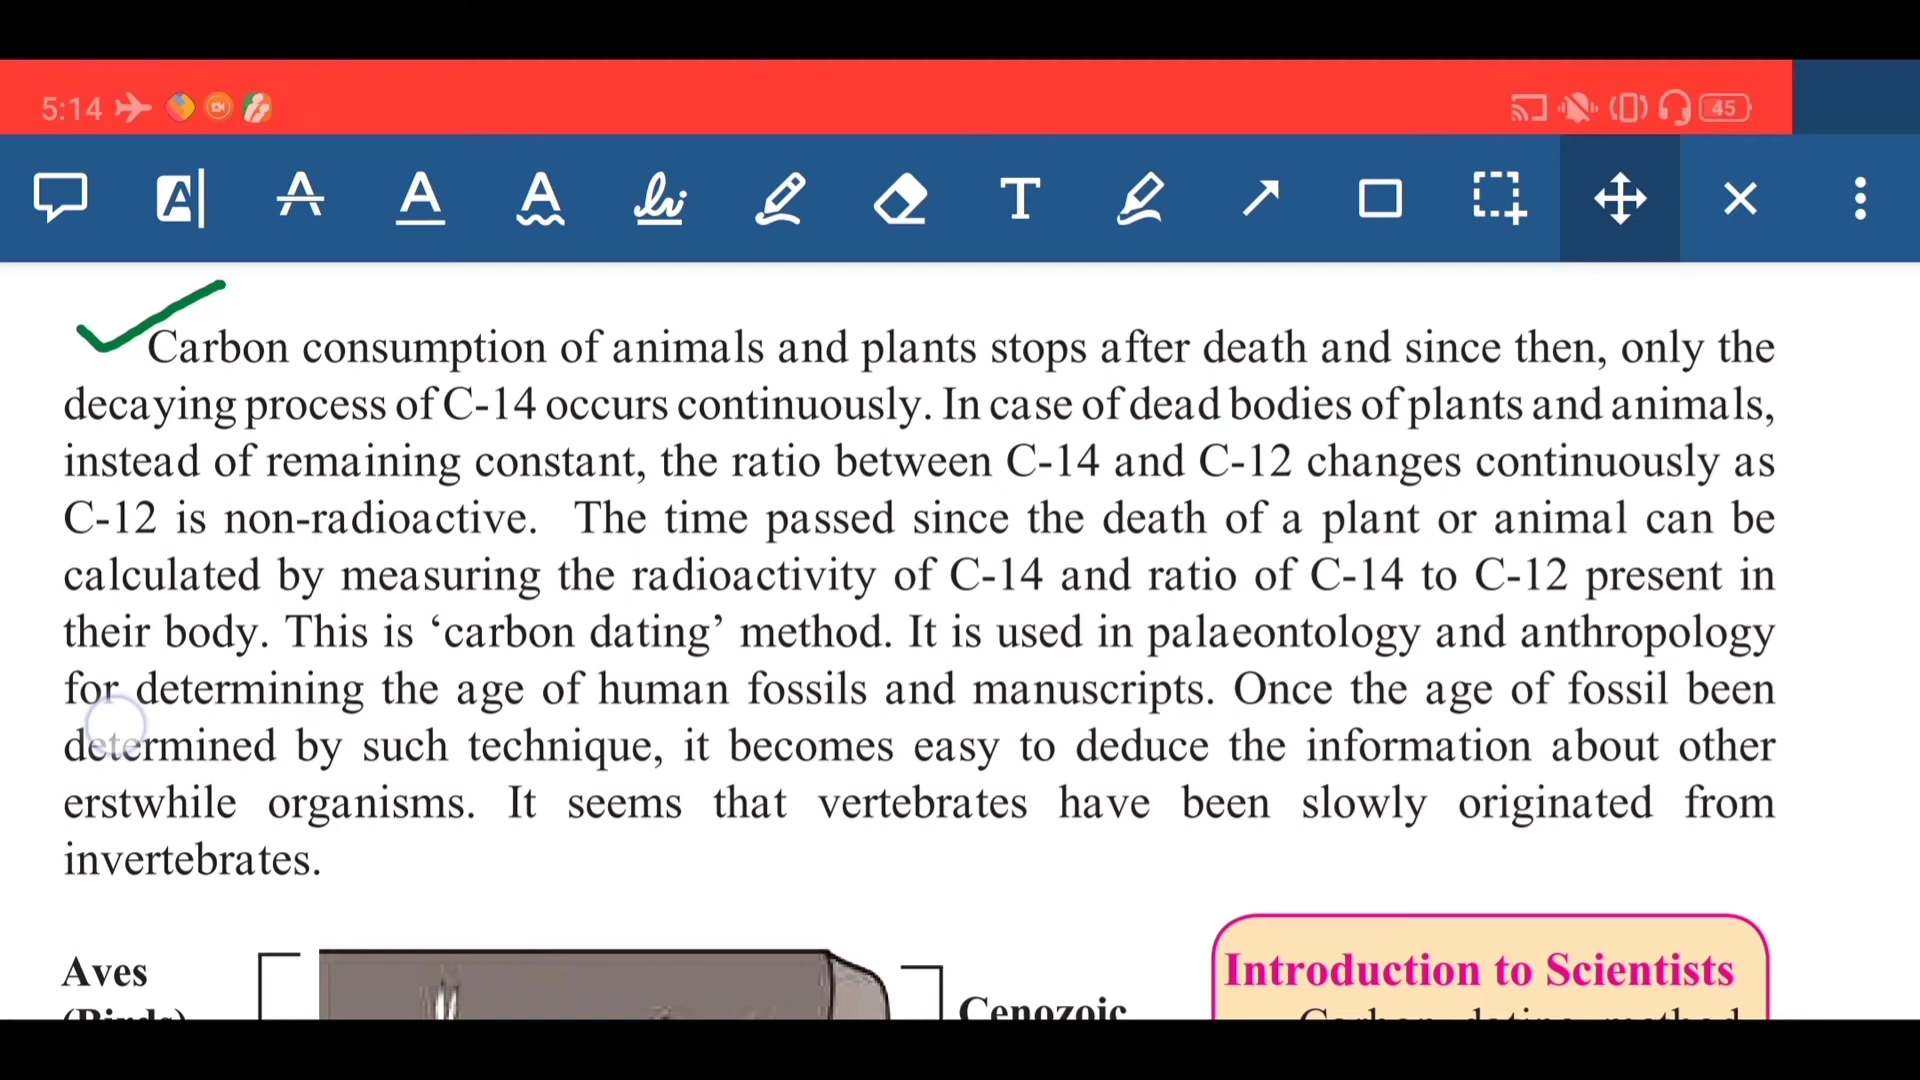 5:14
45
Carbon consumption of animals and plants stops after death and since then, only the
decaying process of C-14 occurs continuously. In case of dead bodies of plants and animals,
instead of remaining constant, the ratio between C-14 and C-12 changes continuously as
C-12 is non-radioactive. The time passed since the death of a plant or animal can be
calculated by measuring the radioactivity of C-14 and ratio of C-14 to C-12 present in
their body. This is ‘carbon dating’ method. It is used in palaeontology and anthropology
for determining the age of human fossils and manuscripts. Once the age of fossil been
determined by such technique, it becomes easy to deduce the information about other
erstwhile organisms. It seems that vertebrates have been slowly originated from
invertebrates.
Aves
(Birds)
Cenozoic
Introduction to Scientists
Carbon dating method